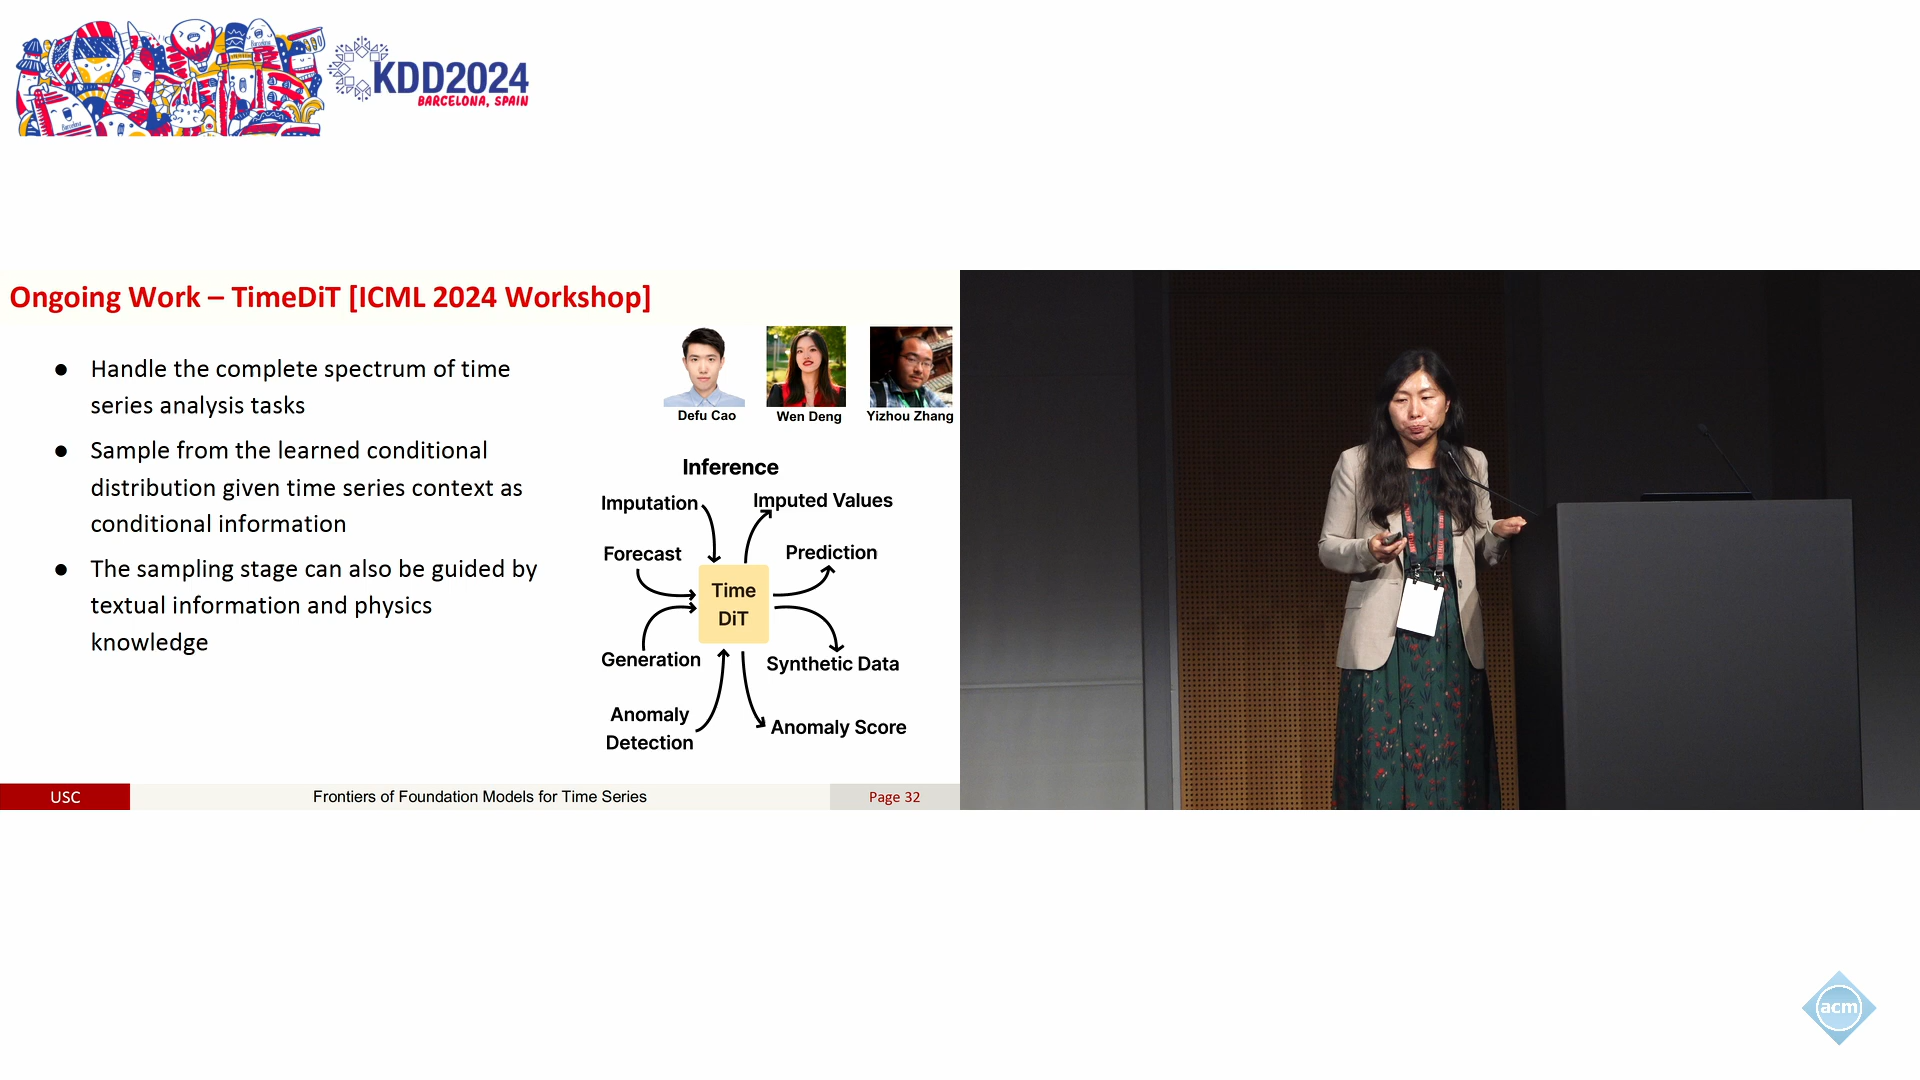 KDD2024
BARCELONA, SPAIN
Ongoing Work – TimeDiT [ICML 2024 Workshop]
● Handle the complete spectrum of time
series analysis tasks
● Sample from the learned conditional
distribution given time series context as
conditional information
● The sampling stage can also be guided by
textual information and physics
knowledge
Defu Cao
Wen Deng
Yizhou Zhang
Inference
Imputation
Imputed Values
Forecast
Prediction
Time
DiT
Generation
Synthetic Data
Anomaly
Detection
Anomaly Score
USC
Frontiers of Foundation Models for Time Series
Page 32
acm